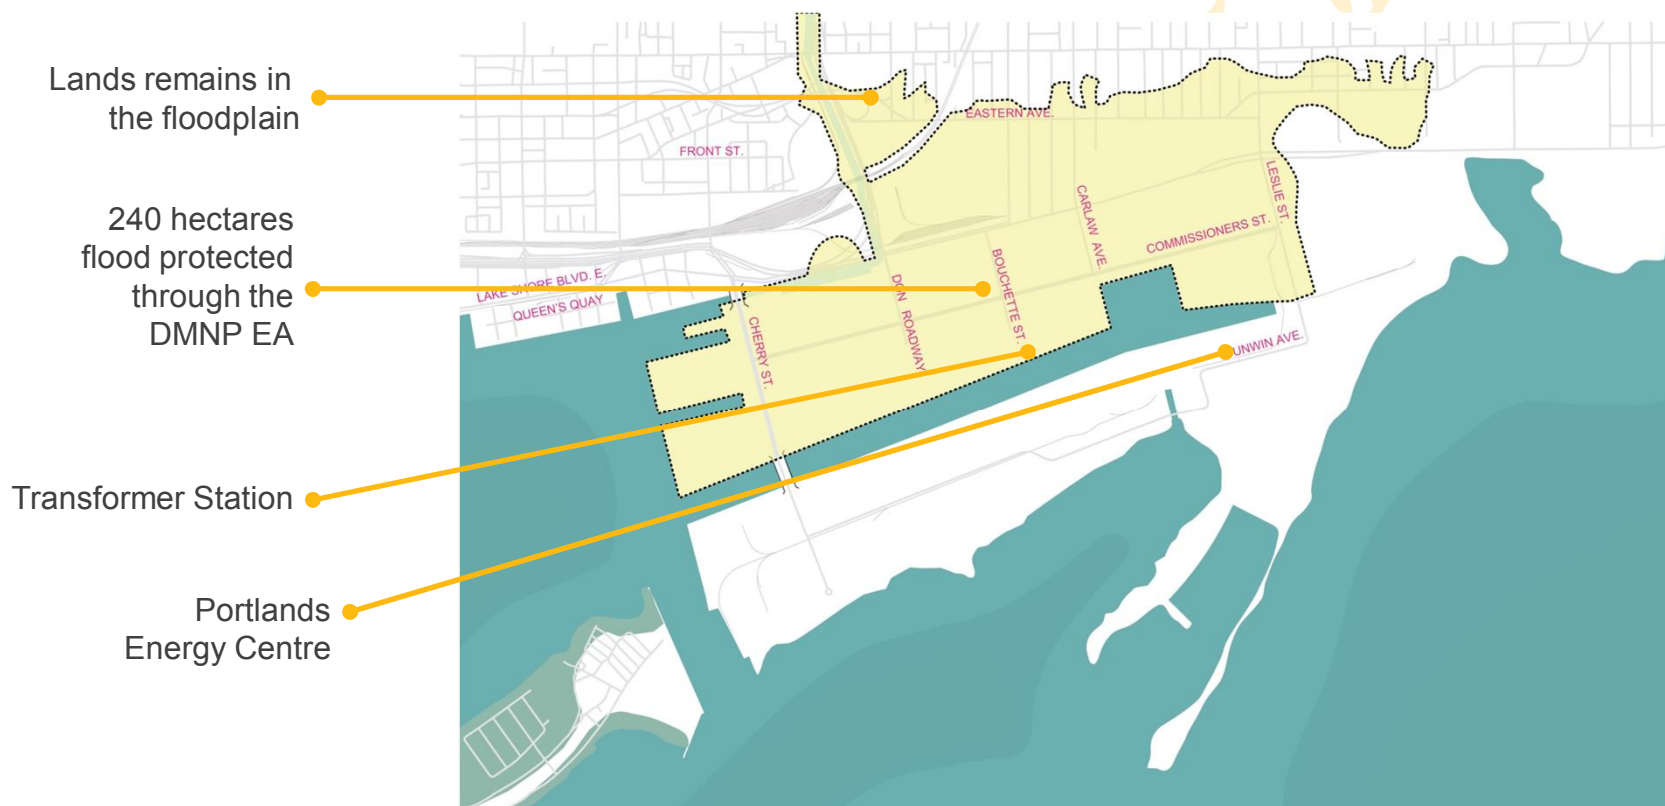 Lands remains in
the floodplain
240 hectares
flood protected
through the
DMNP EA
Transformer Station
Portlands
Energy Centre
EASTERN AVE.
FRONT ST.
LESLIE ST.
CARLAW AVE.
COMMISSIONERS ST.
BOUCHETTE ST.
LAKE SHORE BLVD. E.
QUEEN'S QUAY
DON ROADWAY
CHERRY ST.
UNWIN AVE.